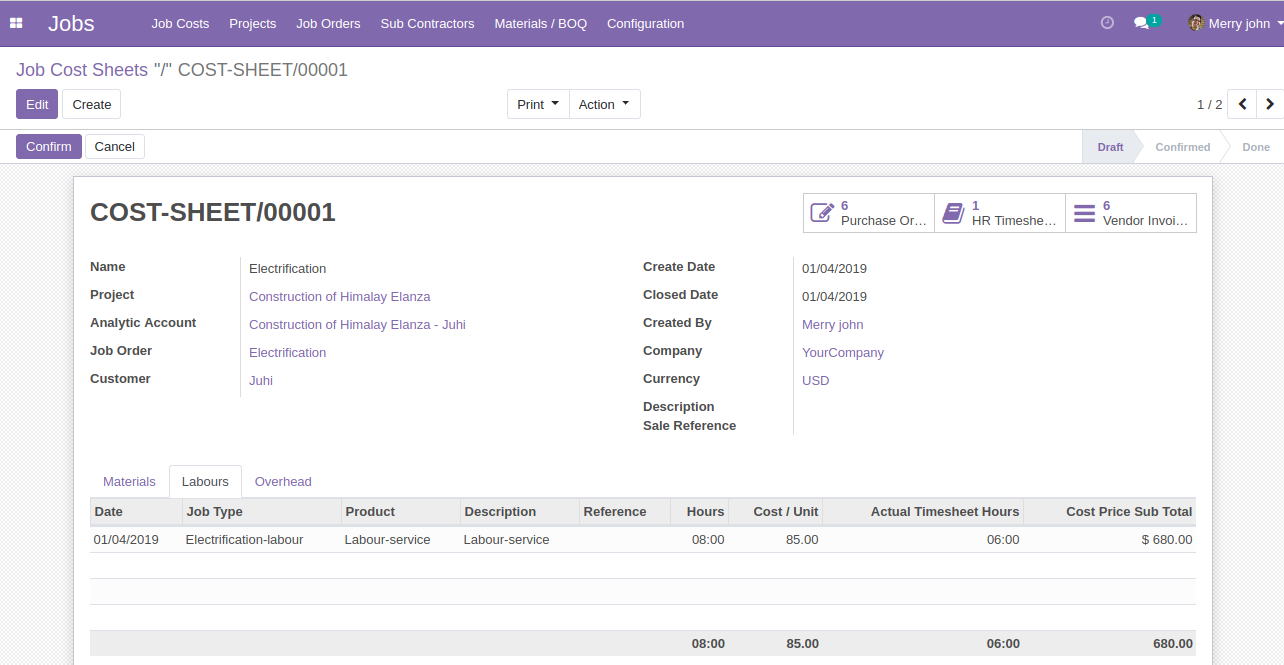 Jobs Job Costs Projects Job Orders Sub Contractors Materials / BOQ Configuration 1 Merry john
Job Cost Sheets "/" COST-SHEET/00001
Edit Create Print Action 1 / 2
Confirm Cancel Draft Confirmed Done
COST-SHEET/00001
6 Purchase Or…
1 HR Timeshe…
6 Vendor Invoi…
Name Electrification
Project Construction of Himalay Elanza
Analytic Account Construction of Himalay Elanza - Juhi
Job Order Electrification
Customer Juhi
Create Date 01/04/2019
Closed Date 01/04/2019
Created By Merry john
Company YourCompany
Currency USD
Description
Sale Reference
Materials Labours Overhead
Date Job Type Product Description Reference Hours Cost / Unit Actual Timesheet Hours Cost Price Sub Total
01/04/2019 Electrification-labour Labour-service Labour-service 08:00 85.00 06:00 $ 680.00
08:00 85.00 06:00 680.00